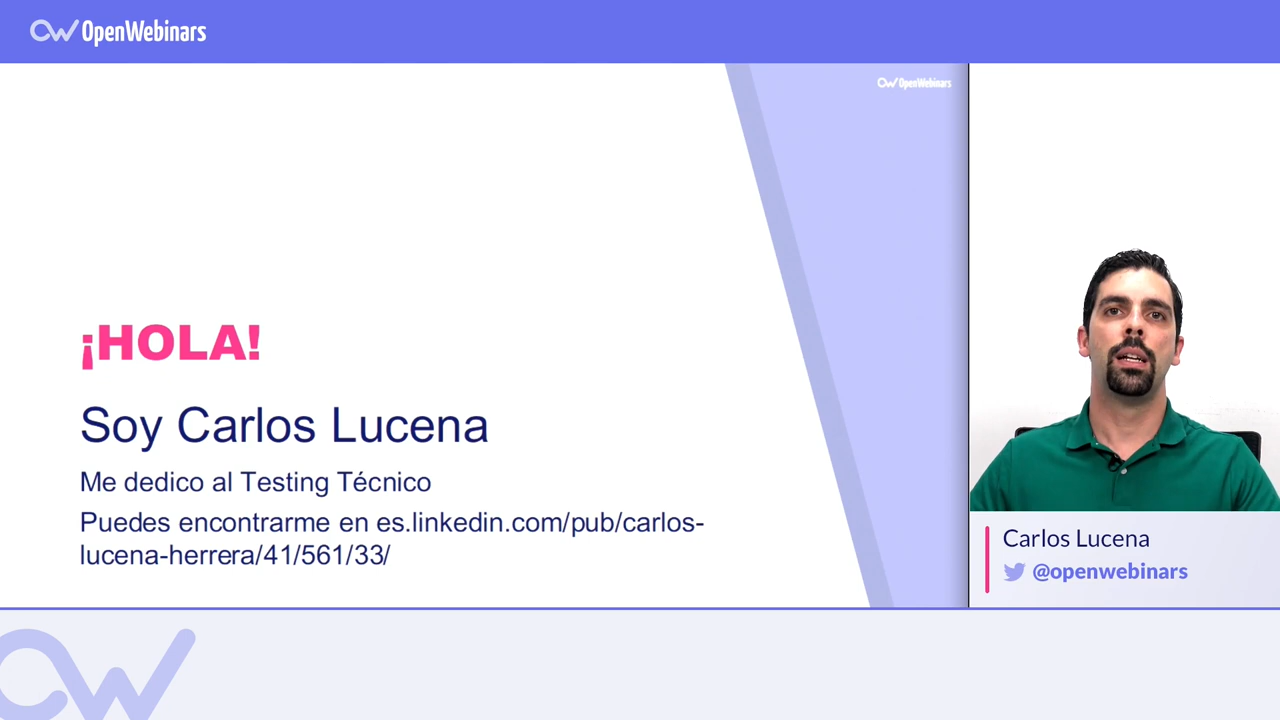 OpenWebinars
OpenWebinars
¡HOLA!
Soy Carlos Lucena
Me dedico al Testing Técnico
Puedes encontrarme en es.linkedin.com/pub/carlos-
lucena-herrera/41/561/33/
Carlos Lucena
@openwebinars